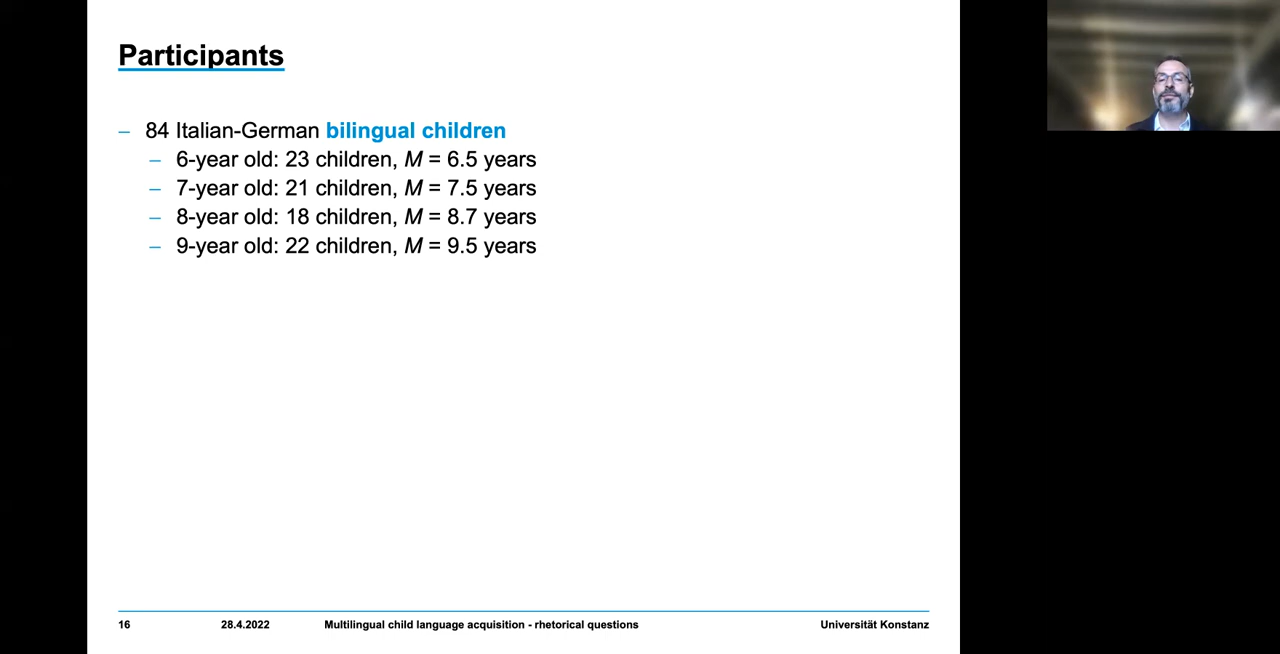 Participants
– 84 Italian-German bilingual children
– 6-year old: 23 children, M = 6.5 years
– 7-year old: 21 children, M = 7.5 years
– 8-year old: 18 children, M = 8.7 years
– 9-year old: 22 children, M = 9.5 years
16 28.4.2022 Multilingual child language acquisition - rhetorical questions Universität Konstanz